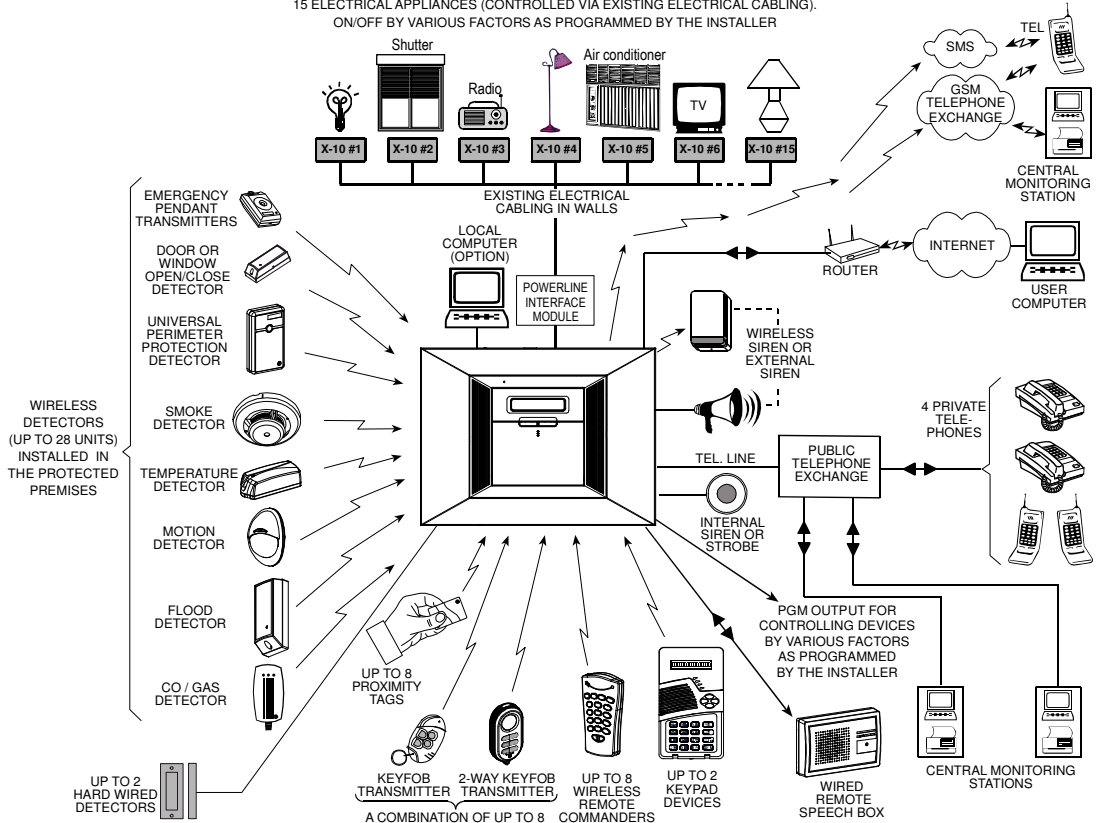 15 ELECTRICAL APPLIANCES (CONTROLLED VIA EXISTING ELECTRICAL CABLING).
ON/OFF BY VARIOUS FACTORS AS PROGRAMMED BY THE INSTALLER
Shutter
Radio
Air conditioner
TV
X-10 #1
X-10 #2
X-10 #3
X-10 #4
X-10 #5
X-10 #6
X-10 #15
EXISTING ELECTRICAL
CABLING IN WALLS
SMS
TEL
GSM
TELEPHONE
EXCHANGE
CENTRAL
MONITORING
STATION
LOCAL
COMPUTER
(OPTION)
POWERLINE
INTERFACE
MODULE
ROUTER
INTERNET
USER
COMPUTER
EMERGENCY
PENDANT
TRANSMITTERS
DOOR OR
WINDOW
OPEN/CLOSE
DETECTOR
UNIVERSAL
PERIMETER
PROTECTION
DETECTOR
SMOKE
DETECTOR
TEMPERATURE
DETECTOR
MOTION
DETECTOR
FLOOD
DETECTOR
CO / GAS
DETECTOR
WIRELESS
DETECTORS
(UP TO 28 UNITS)
INSTALLED IN
THE PROTECTED
PREMISES
UP TO 2
HARD WIRED
DETECTORS
WIRELESS
SIREN OR
EXTERNAL
SIREN
TEL. LINE
PUBLIC
TELEPHONE
EXCHANGE
4 PRIVATE
TELE-
PHONES
INTERNAL
SIREN OR
STROBE
PGM OUTPUT FOR
CONTROLLING DEVICES
BY VARIOUS FACTORS
AS PROGRAMMED
BY THE INSTALLER
UP TO 8
PROXIMITY
TAGS
KEYFOB
TRANSMITTER
2-WAY KEYFOB
TRANSMITTER
A COMBINATION OF UP TO 8
UP TO 8
WIRELESS
REMOTE
COMMANDERS
UP TO 2
KEYPAD
DEVICES
WIRED
REMOTE
SPEECH BOX
CENTRAL MONITORING
STATIONS